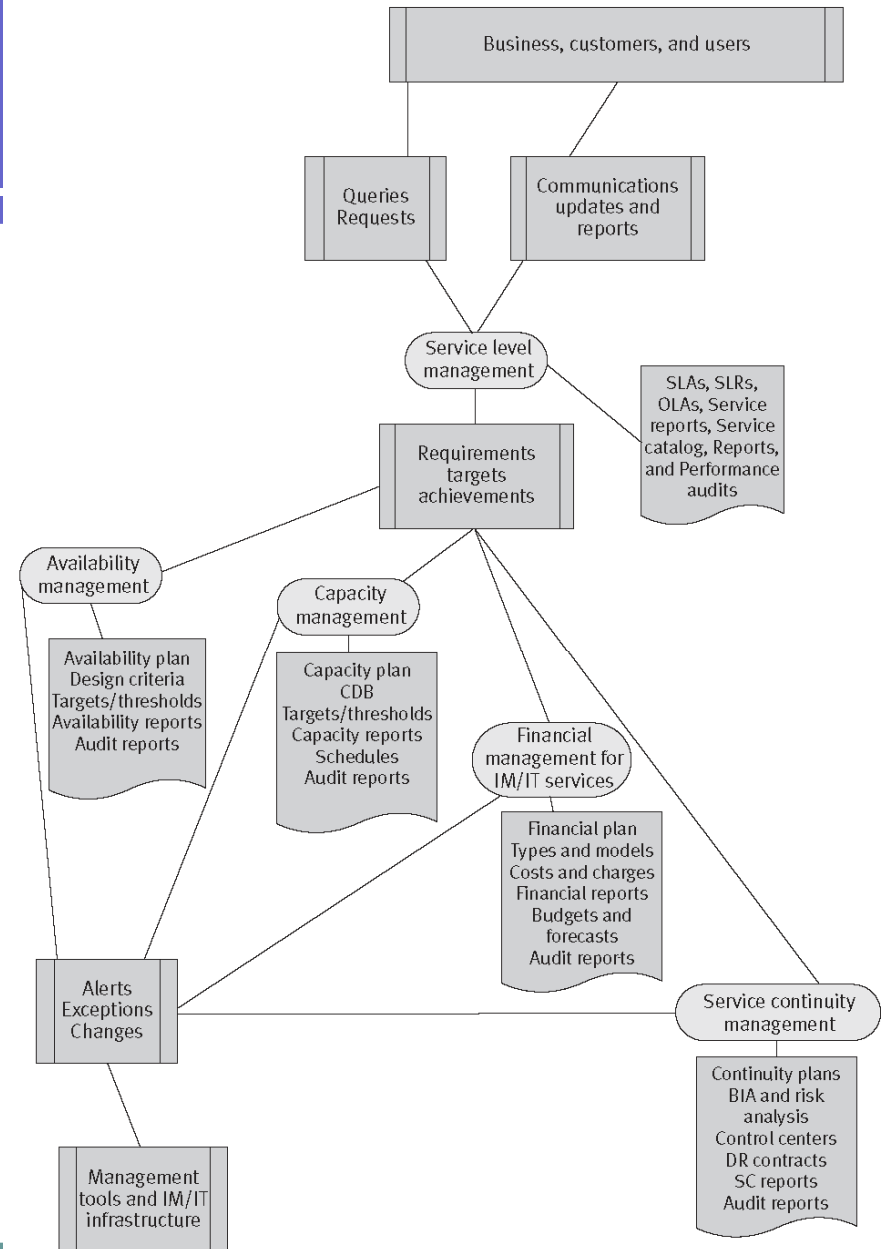 Business, customers, and users
Queries
Requests
Communications
updates and
reports
Service level
management
SLAs, SLRs,
OLAs, Service
reports, Service
catalog, Reports,
and Performance
audits
Requirements
targets
achievements
Availability
management
Availability plan
Design criteria
Targets/thresholds
Availability reports
Audit reports
Capacity
management
Capacity plan
CDB
Targets/thresholds
Capacity reports
Schedules
Audit reports
Financial
management for
IM/IT services
Financial plan
Types and models
Costs and charges
Financial reports
Budgets and
forecasts
Audit reports
Alerts
Exceptions
Changes
Service continuity
management
Continuity plans
BIA and risk
analysis
Control centers
DR contracts
SC reports
Audit reports
Management
tools and IM/IT
infrastructure